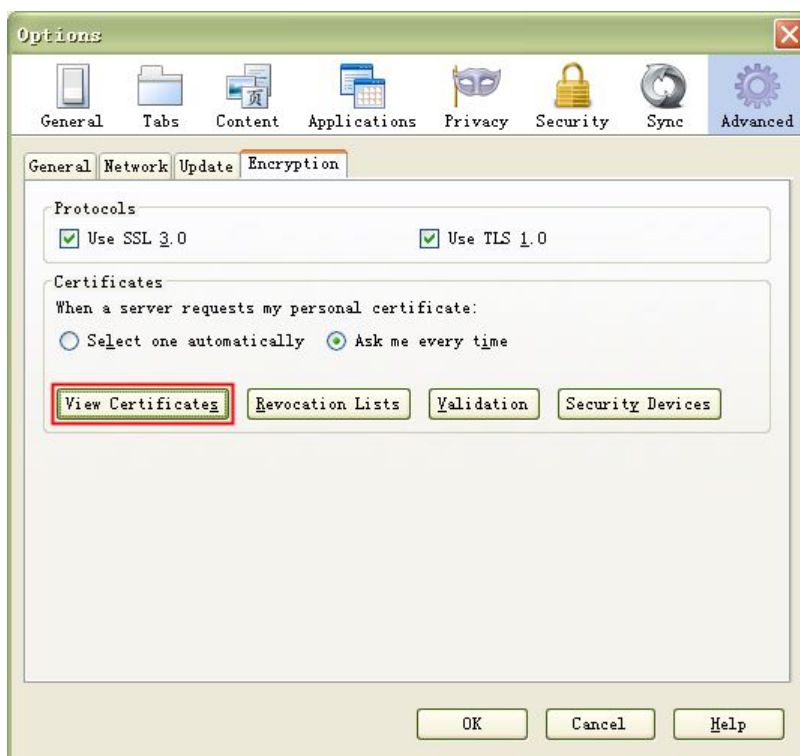 Options
General Tabs Content Applications Privacy Security Sync Advanced
页
General Network Update Encryption
Protocols
Use SSL 3.0 Use TLS 1.0
Certificates
When a server requests my personal certificate:
Select one automatically Ask me every time
View Certificates Revocation Lists Validation Security Devices
OK Cancel Help